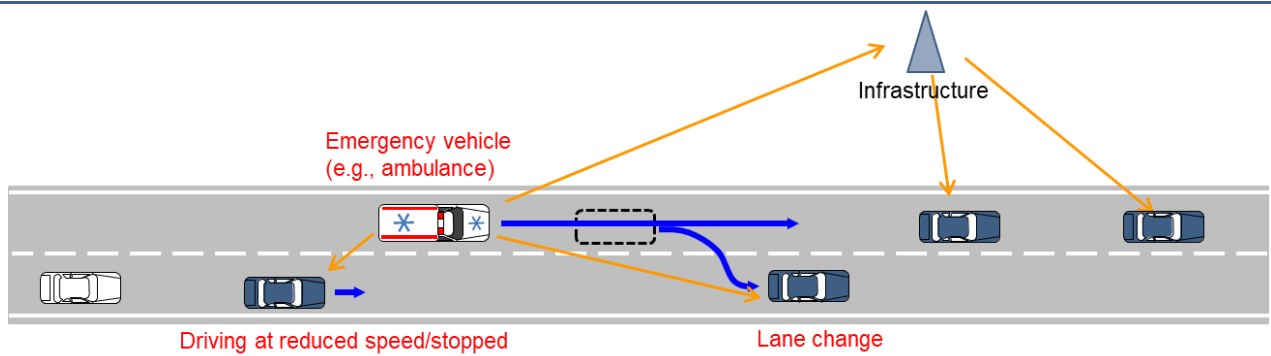 Infrastructure
Emergency vehicle
(e.g., ambulance)
Driving at reduced speed/stopped
Lane change